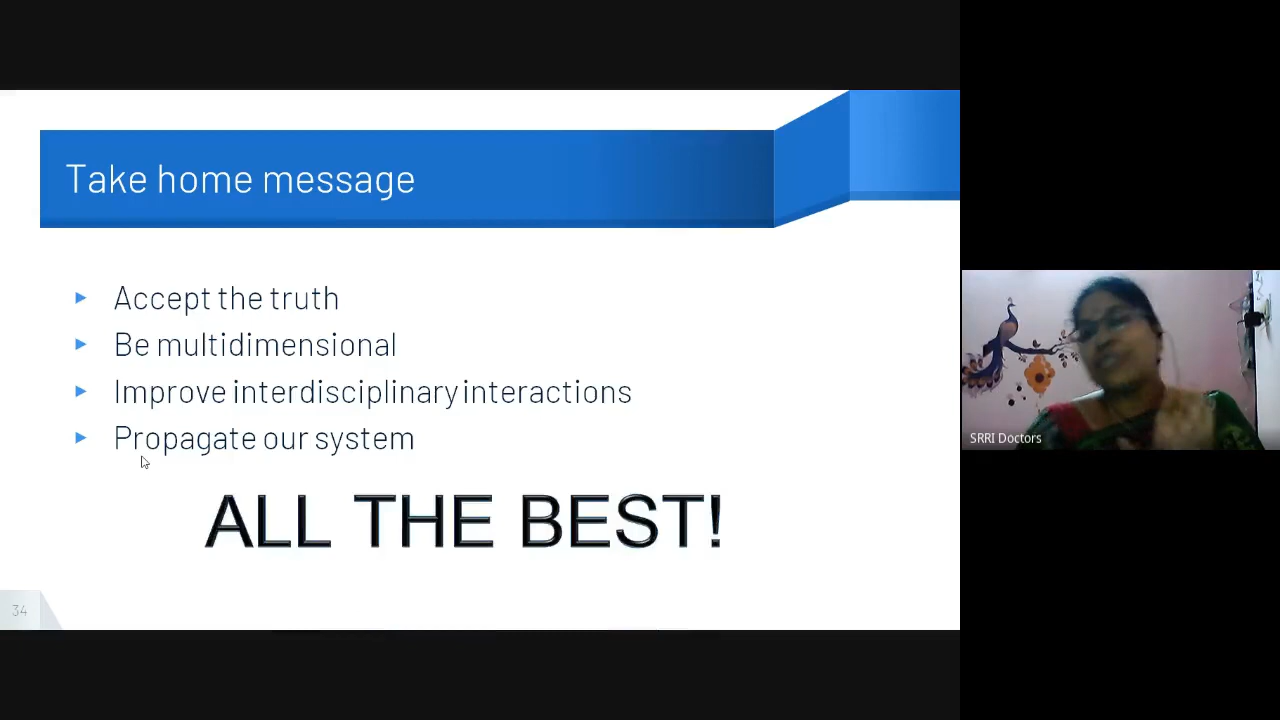 Take home message
Accept the truth
Be multidimensional
Improve interdisciplinary interactions
Propagate our system
ALL THE BEST!
34
SRRI Doctors